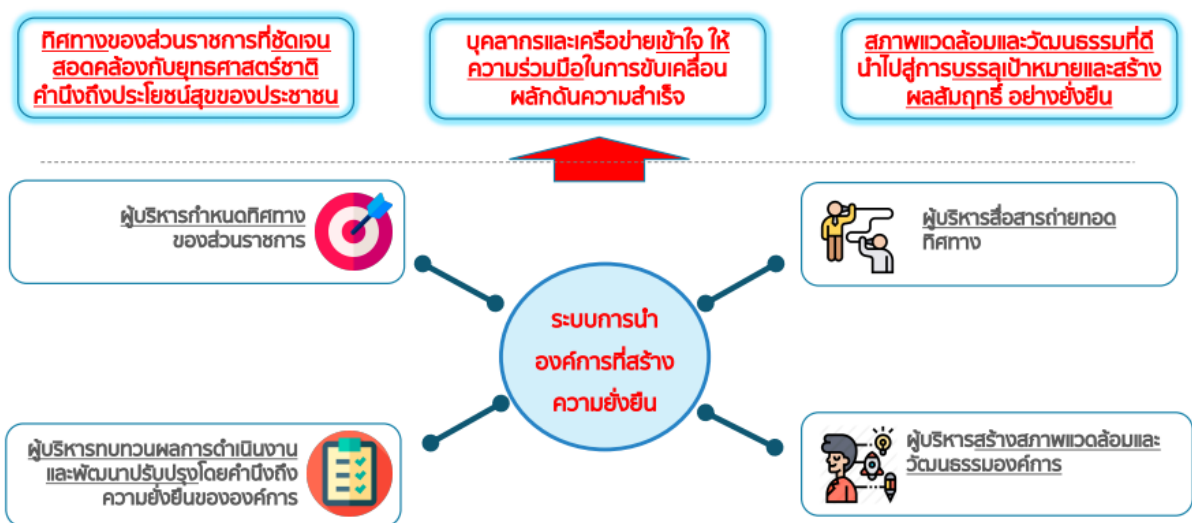 ทิศทางของส่วนราชการที่ชัดเจน
สอดคล้องกับยุทธศาสตร์ชาติ
คำนึงถึงประโยชน์สุขของประชาชน
บุคลากรและเครือข่ายเข้าใจ ให้
ความร่วมมือในการขับเคลื่อน
ผลักดันความสำเร็จ
สภาพแวดล้อมและวัฒนธรรมที่ดี
นำไปสู่การบรรลุเป้าหมายและสร้าง
ผลสัมฤทธิ์ อย่างยั่งยืน
ผู้บริหารกำหนดทิศทาง
ของส่วนราชการ
ผู้บริหารสื่อสารถ่ายทอด
ทิศทาง
ระบบการนำ
องค์การที่สร้าง
ความยั่งยืน
ผู้บริหารทบทวนผลการดำเนินงาน
และพัฒนาปรับปรุงโดยคำนึงถึง
ความยั่งยืนขององค์การ
ผู้บริหารสร้างสภาพแวดล้อมและ
วัฒนธรรมองค์การ